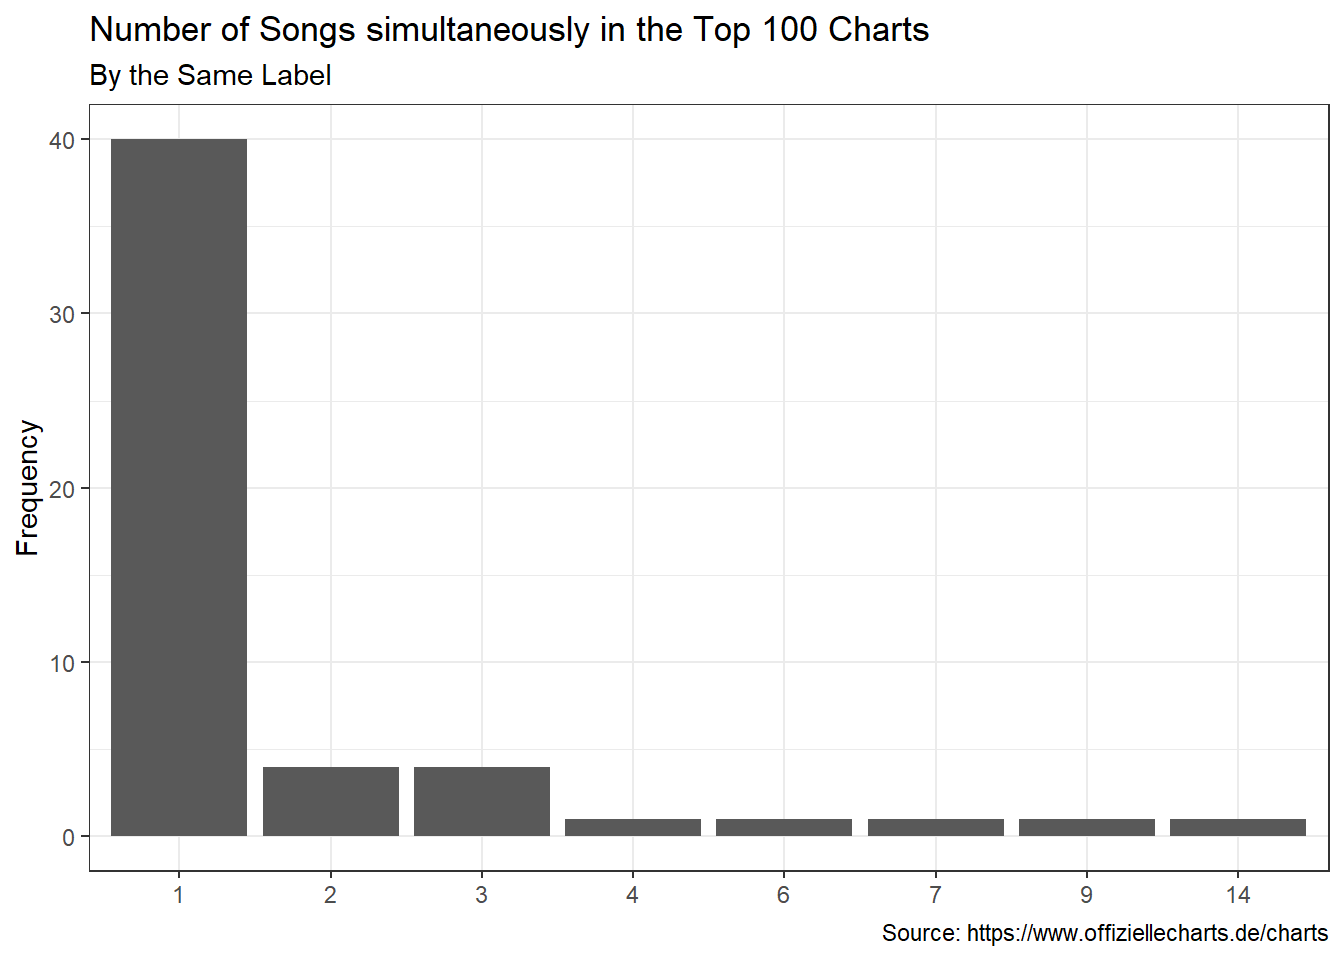 Number of Songs simultaneously in the Top 100 Charts
By the Same Label
Frequency
40
30
20
10
0
1 2 3 4 6 7 9 14
Source: https://www.offiziellecharts.de/charts